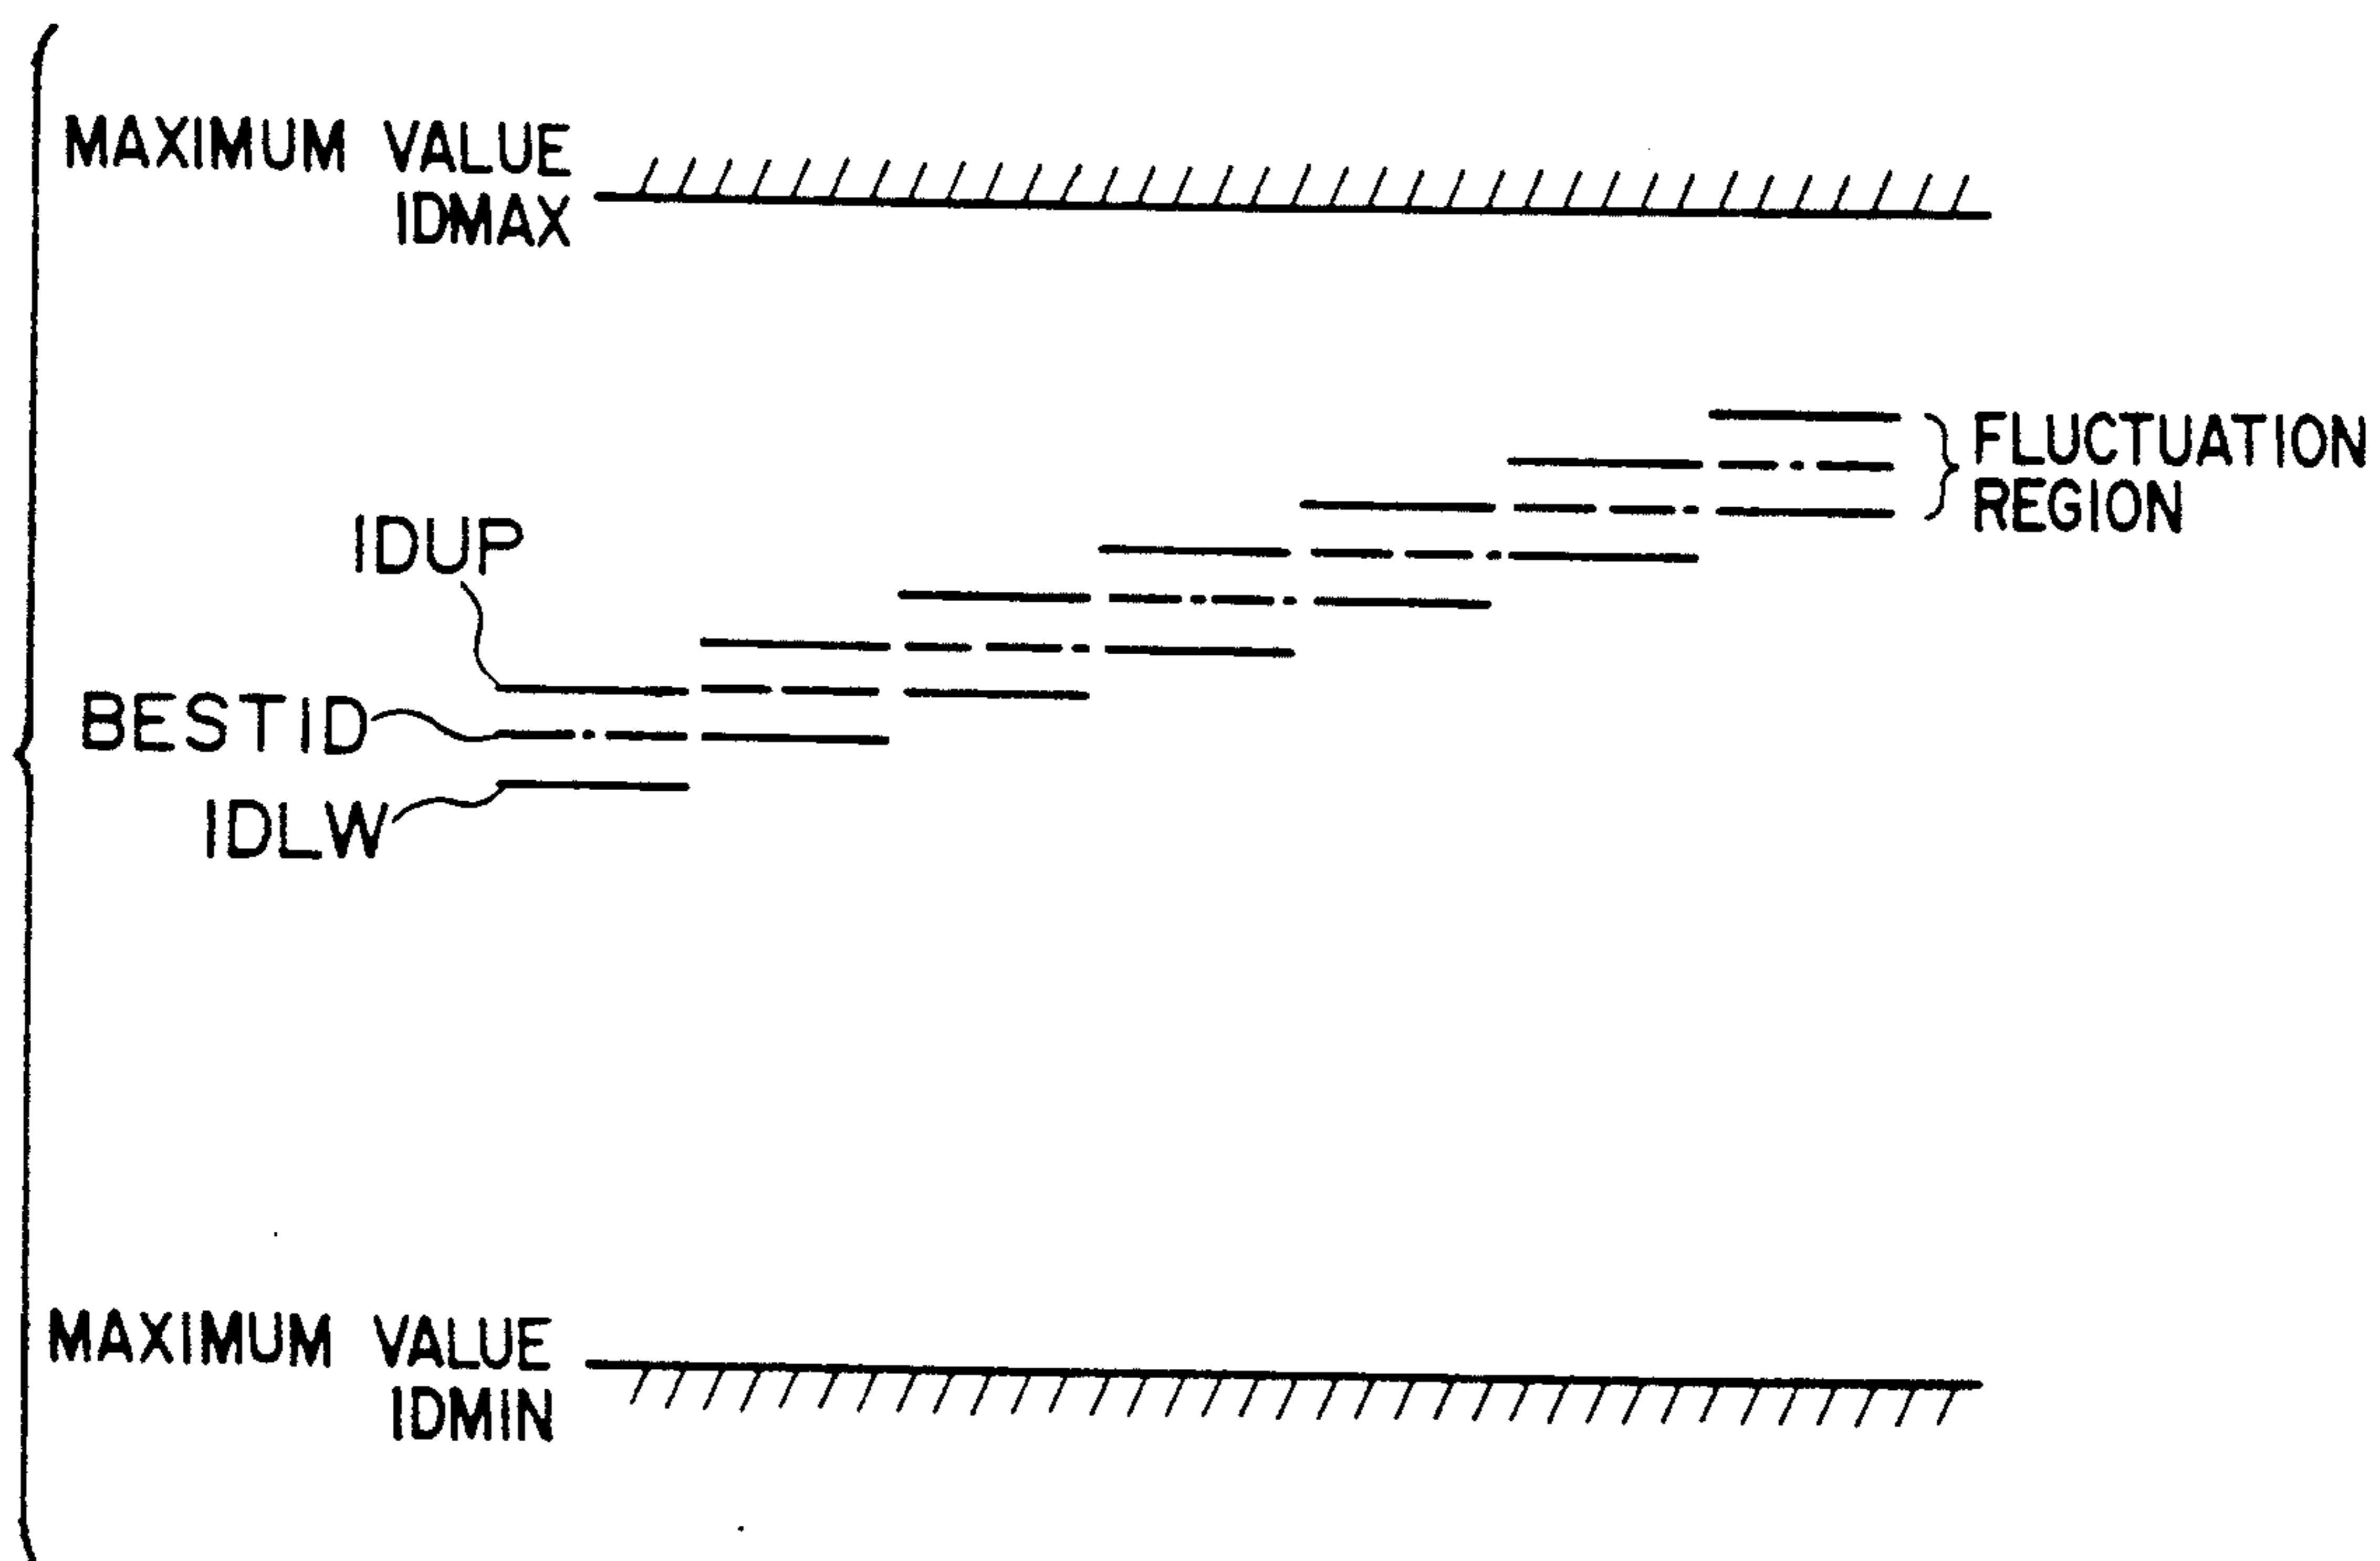 MAXIMUM VALUE
IDMAX
FLUCTUATION
REGION
IDUP
BESTID
IDLW
MAXIMUM VALUE
IDMIN